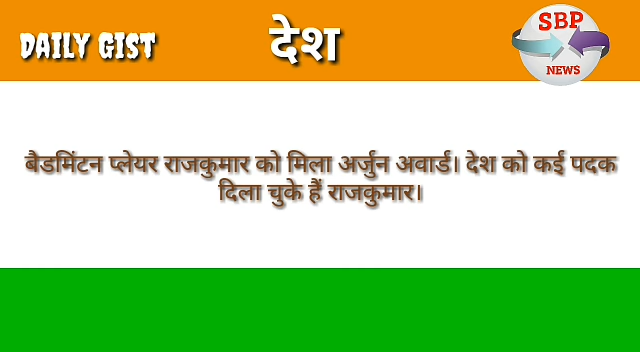 DAILY GIST
देश
SBP
NEWS
बैडमिंटन प्लेयर राजकुमार को मिला अर्जुन अवार्ड। देश को कई पदक
दिला चुके हैं राजकुमार।